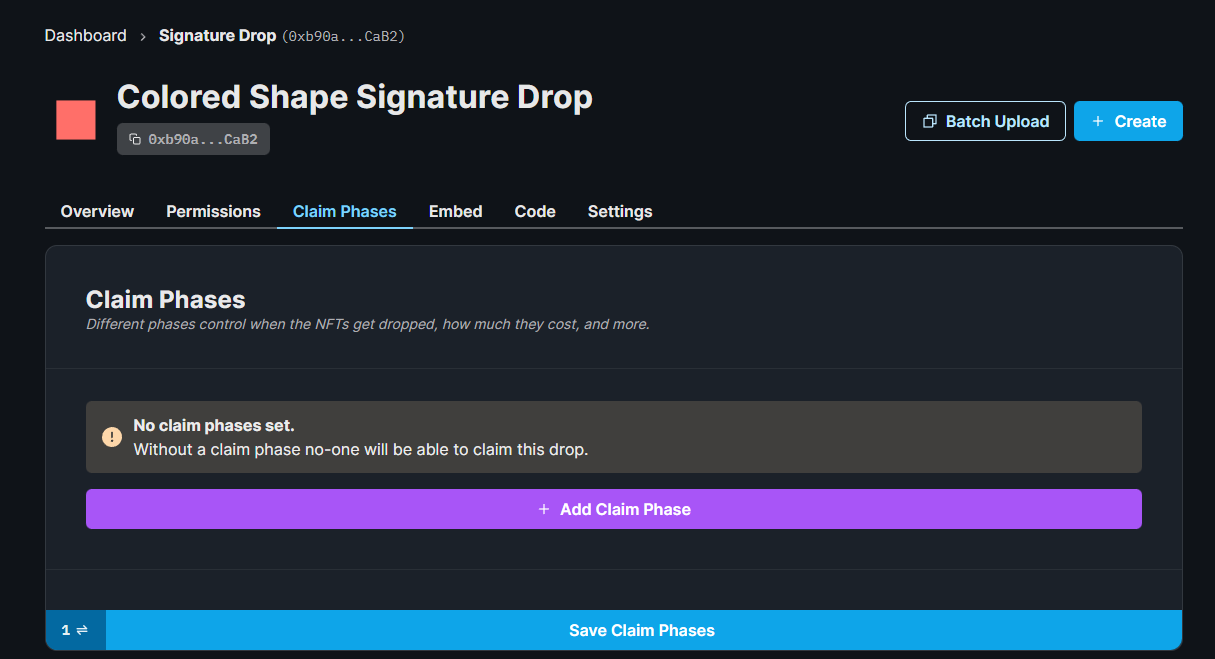 Dashboard › Signature Drop (0xb90a...CaB2)
Colored Shape Signature Drop
0xb90a...CaB2
Batch Upload
+ Create
Overview Permissions Claim Phases Embed Code Settings
Claim Phases
Different phases control when the NFTs get dropped, how much they cost, and more.
No claim phases set.
Without a claim phase no-one will be able to claim this drop.
+ Add Claim Phase
1 ⇌ Save Claim Phases